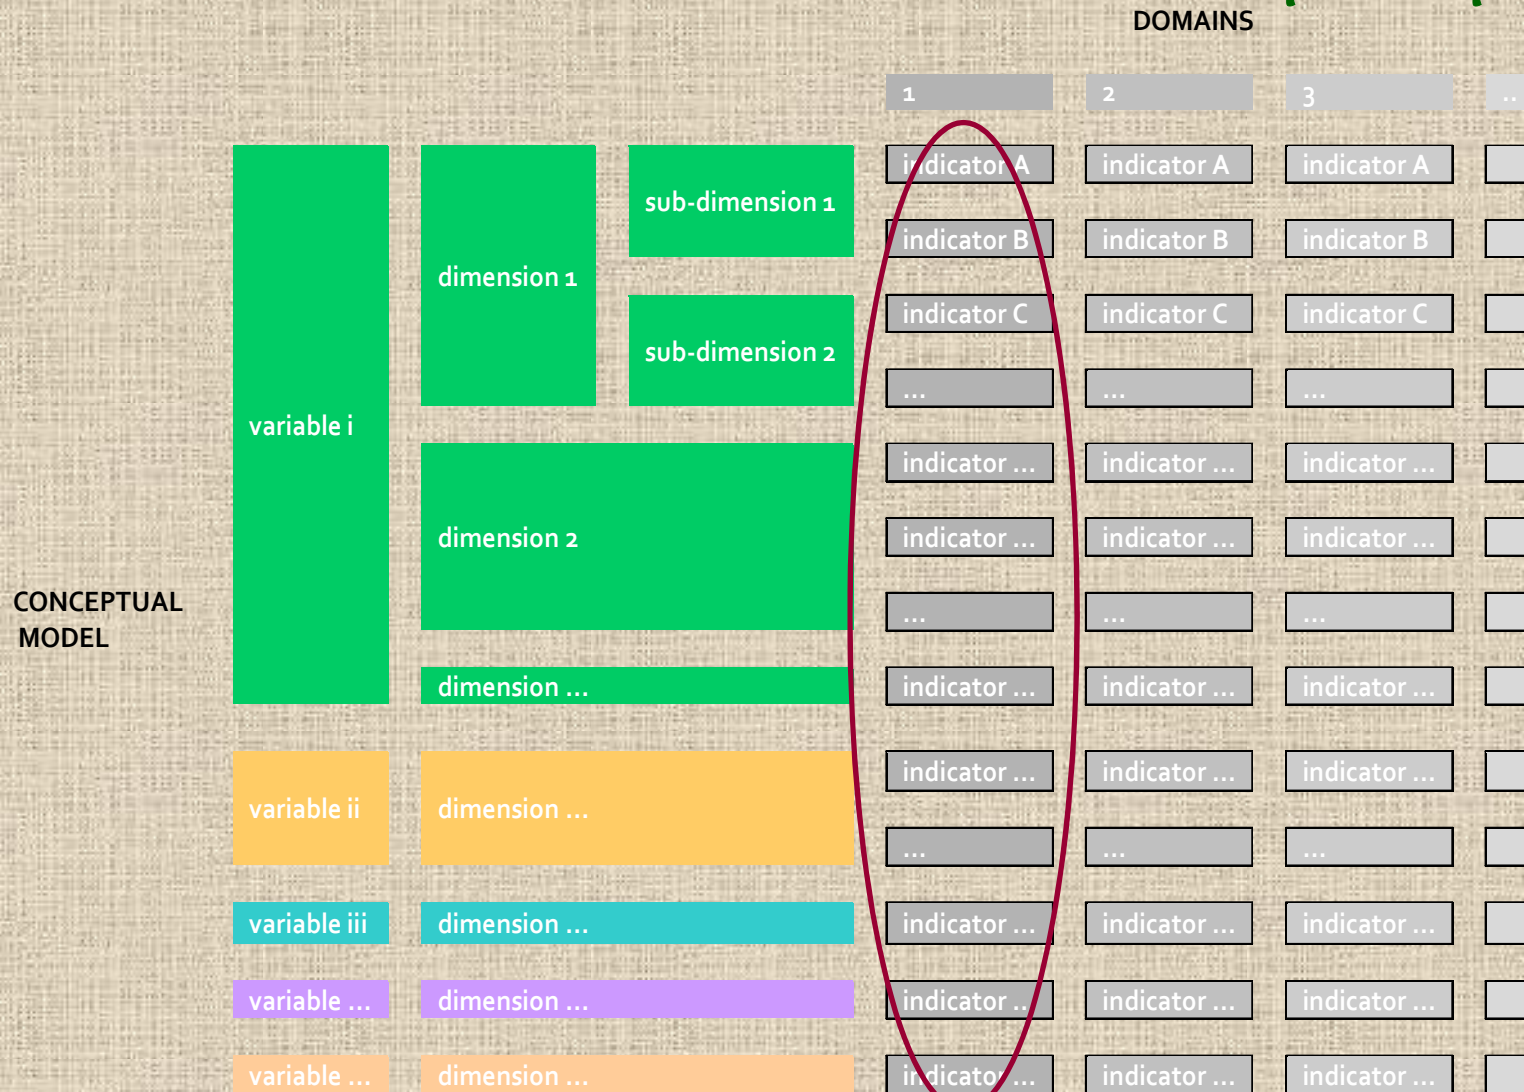 DOMAINS
1 2 3 ..
indicator A indicator A indicator A
sub-dimension 1
indicator B indicator B indicator B
dimension 1
indicator C indicator C indicator C
sub-dimension 2
... ... ...
variable i
indicator ... indicator ... indicator ...
dimension 2
indicator ... indicator ... indicator ...
CONCEPTUAL
MODEL
... ... ...
dimension ...
indicator ... indicator ... indicator ...
indicator ... indicator ... indicator ...
variable ii dimension ...
... ... ...
variable iii dimension ... indicator ... indicator ... indicator ...
variable ... dimension ... indicator ... indicator ... indicator ...
variable ... dimension ... indicator ... indicator ... indicator ...